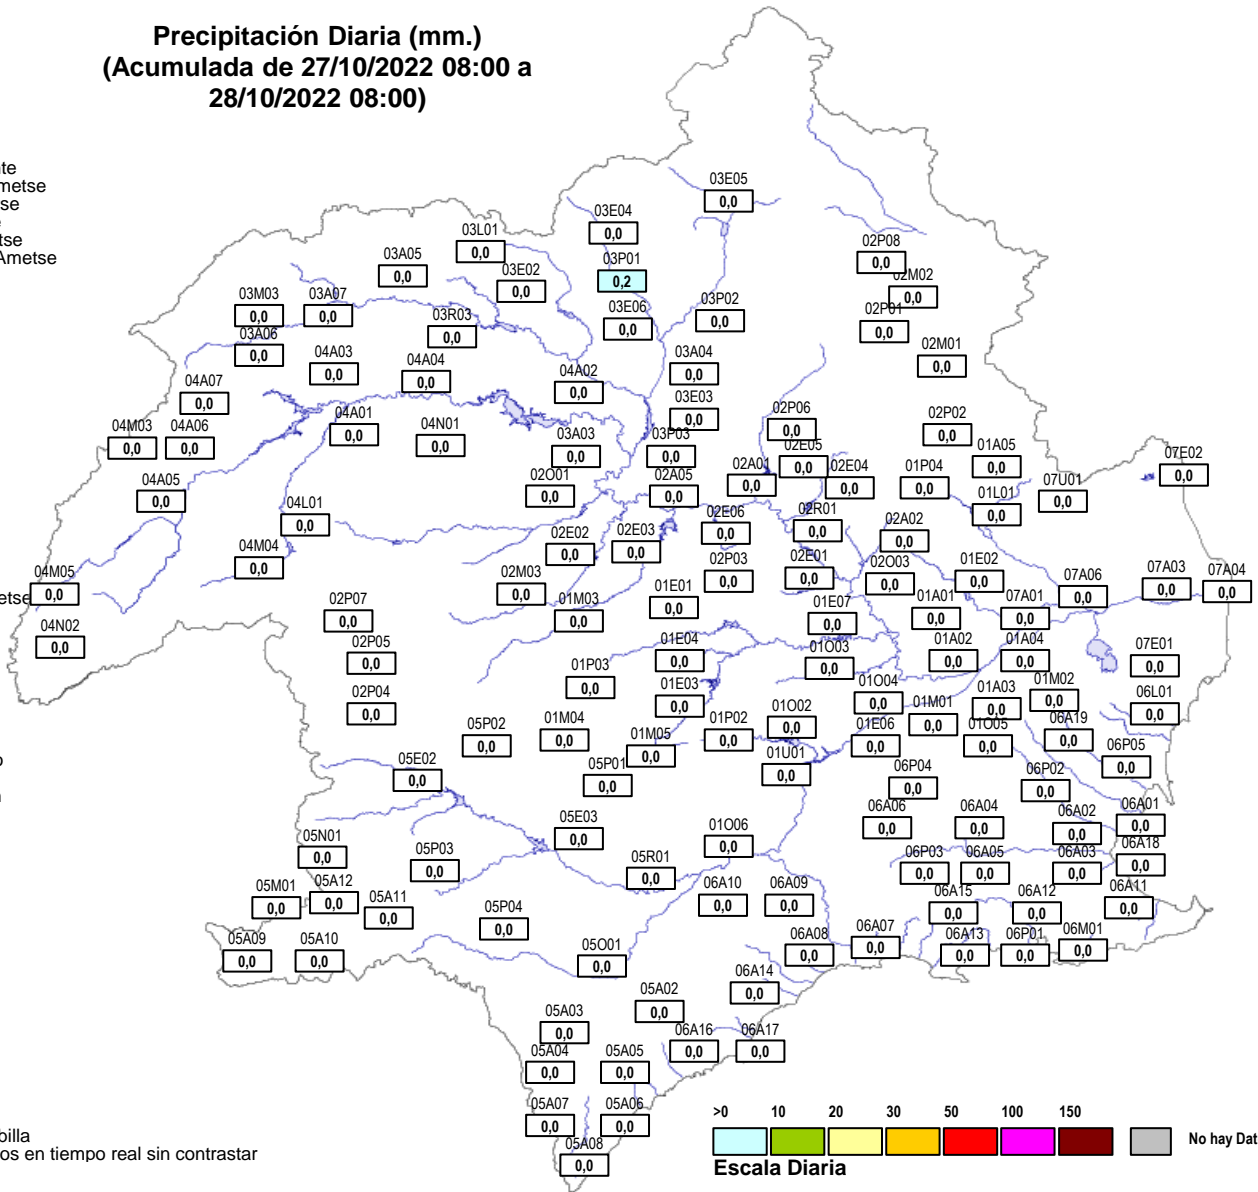 Precipitación Diaria (mm.)
(Acumulada de 27/10/2022 08:00 a
28/10/2022 08:00)
te
metse
se
tse
Ametse
03E05
0,0
03E04
0,0
03L01
0,0
03A05
0,0
03E02
0,0
03P01
0,2
02P08
0,0
02M02
0,0
03M03
0,0
03A07
0,0
03R03
0,0
03E06
0,0
03P02
0,0
02P01
0,0
03A06
0,0
04A03
0,0
04A04
0,0
04A02
0,0
03A04
0,0
02M01
0,0
04A07
0,0
04A01
0,0
04N01
0,0
03E03
0,0
02P06
0,0
02P02
0,0
04M03
0,0
04A06
0,0
03A03
0,0
03P03
0,0
02E05
0,0
01A05
0,0
07E02
0,0
04A05
0,0
02O01
0,0
02A05
0,0
02A01
0,0
02E04
0,0
01P04
0,0
07U01
0,0
04L01
0,0
01L01
0,0
02E06
0,0
02R01
0,0
02A02
0,0
04M04
0,0
02E02
0,0
02E03
0,0
04M05
0,0
etse
02M03
0,0
02P03
0,0
02E01
0,0
02O03
0,0
01E02
0,0
07A06
0,0
07A03
0,0
07A04
0,0
02P07
0,0
01M03
0,0
01E01
0,0
01E07
0,0
01A01
0,0
07A01
0,0
04N02
0,0
02P05
0,0
01E04
0,0
01O03
0,0
01A02
0,0
01A04
0,0
07E01
0,0
01P03
0,0
01E03
0,0
01O04
0,0
01A03
0,0
01M02
0,0
06L01
0,0
02P04
0,0
05P02
0,0
01M04
0,0
01M05
0,0
01P02
0,0
01O02
0,0
01E06
0,0
01M01
0,0
01O05
0,0
06A19
0,0
06P05
0,0
05E02
0,0
05P01
0,0
01U01
0,0
06P04
0,0
06P02
0,0
05E03
0,0
01O06
0,0
06A06
0,0
06A04
0,0
06A02
0,0
06A01
0,0
05N01
0,0
05P03
0,0
05R01
0,0
06P03
0,0
06A05
0,0
06A03
0,0
06A18
0,0
05M01
0,0
05A12
0,0
05A11
0,0
06A10
0,0
06A09
0,0
06A15
0,0
06A12
0,0
06A11
0,0
05P04
0,0
05A09
0,0
05A10
0,0
05O01
0,0
06A08
0,0
06A07
0,0
06A13
0,0
06P01
0,0
06M01
0,0
06A14
0,0
05A02
0,0
05A03
0,0
06A16
0,0
06A17
0,0
05A04
0,0
05A05
0,0
05A07
0,0
05A06
0,0
05A08
0,0
billa
os en tiempo real sin contrastar
>0 10 20 30 50 100 150
No hay Dat
Escala Diaria